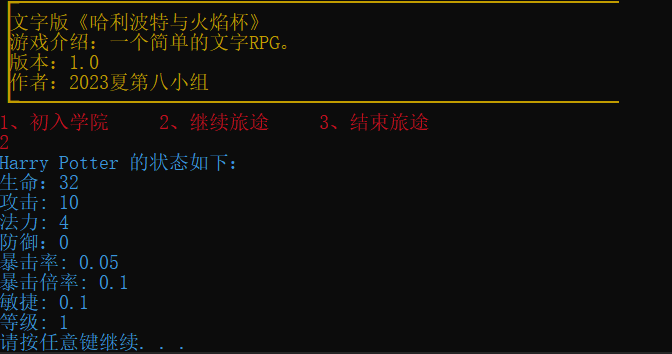 文字版《哈利波特与火焰杯》
游戏介绍：一个简单的文字RPG。
版本：1.0
作者：2023夏第八小组
1、初入学院 2、继续旅途 3、结束旅途
2
Harry Potter 的状态如下：
生命：32
攻击：10
法力：4
防御：0
暴击率：0.05
暴击倍率：0.1
敏捷：0.1
等级：1
请按任意键继续. . .